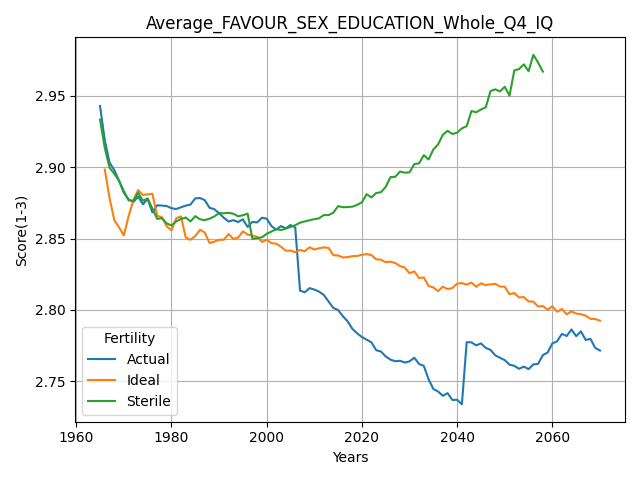 Average_FAVOUR_SEX_EDUCATION_Whole_Q4_IQ
Score(1-3)
2.95
2.90
2.85
2.80
2.75
Fertility
Actual
Ideal
Sterile
1960 1980 2000 2020 2040 2060
Years